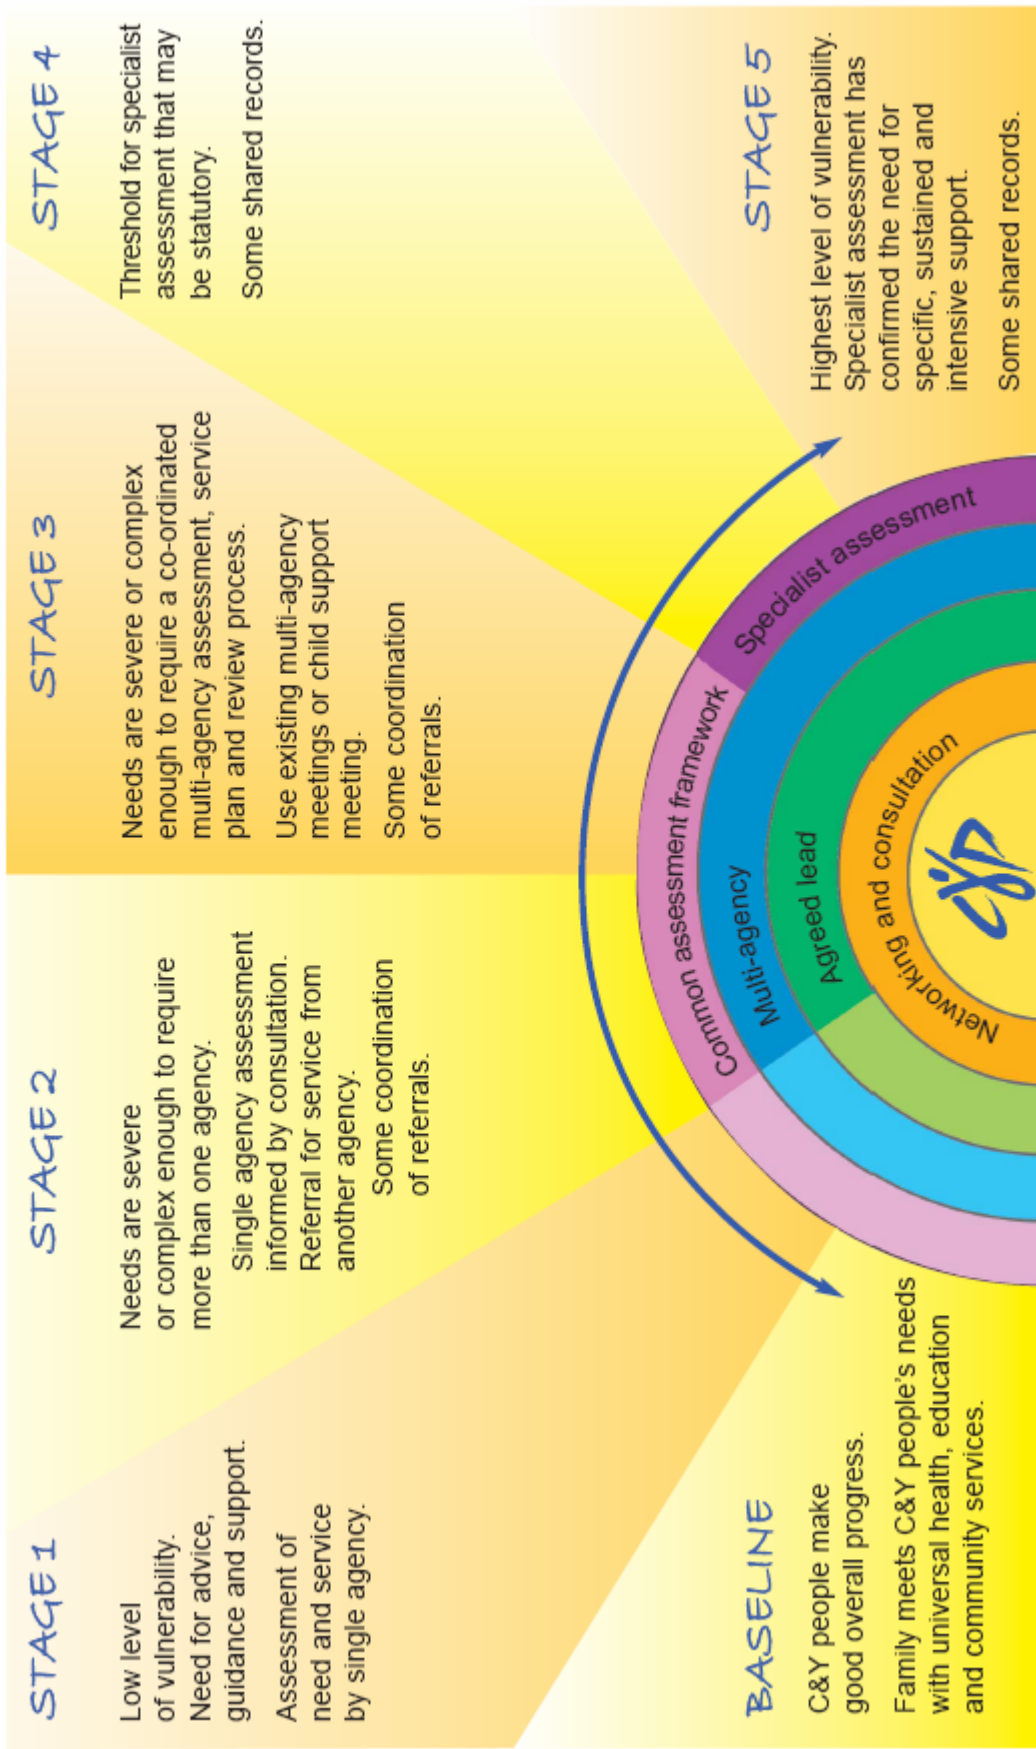 BASELINE
C&Y people make
good overall progress.
Family meets C&Y people's needs
with universal health, education
and community services.
STAGE 1
Low level
of vulnerability.
Need for advice,
guidance and support.
Assessment of
need and service
by single agency.
STAGE 2
Needs are severe
or complex enough to require
more than one agency.
Single agency assessment
informed by consultation.
Referral for service from
another agency.
Some coordination
of referrals.
STAGE 3
Needs are severe or complex
enough to require a co-ordinated
multi-agency assessment, service
plan and review process.
Use existing multi-agency
meetings or child support
meeting.
Some coordination
of referrals.
STAGE 4
Threshold for specialist
assessment that may
be statutory.
Some shared records.
STAGE 5
Highest level of vulnerability.
Specialist assessment has
confirmed the need for
specific, sustained and
intensive support.
Some shared records.
Common assessment framework
Specialist assessment
Multi-agency
Agreed lead
Networking and consultation